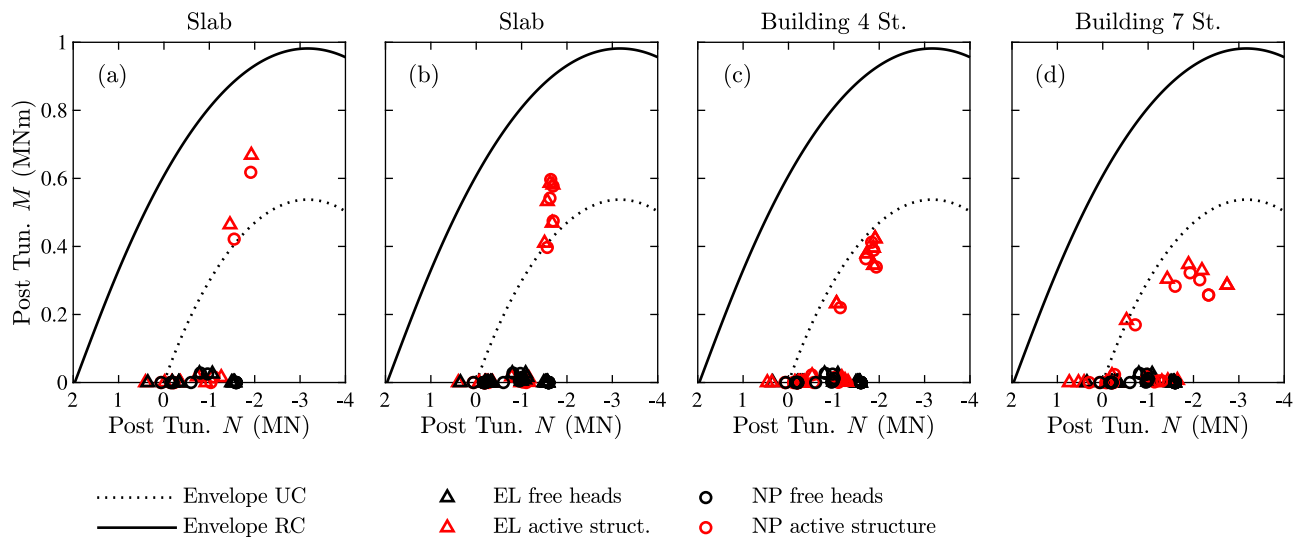 Slab Slab Building 4 St. Building 7 St.
1
(a) (b) (c) (d)
0.8
0.6
0.4
0.2
0
Post Tun. M (MNm)
2 1 0 -1 -2 -3 -4 2 1 0 -1 -2 -3 -4 2 1 0 -1 -2 -3 -4 2 1 0 -1 -2 -3 -4
Post Tun. N (MN) Post Tun. N (MN) Post Tun. N (MN) Post Tun. N (MN)
Envelope UC EL free heads NP free heads
Envelope RC EL active struct. NP active structure